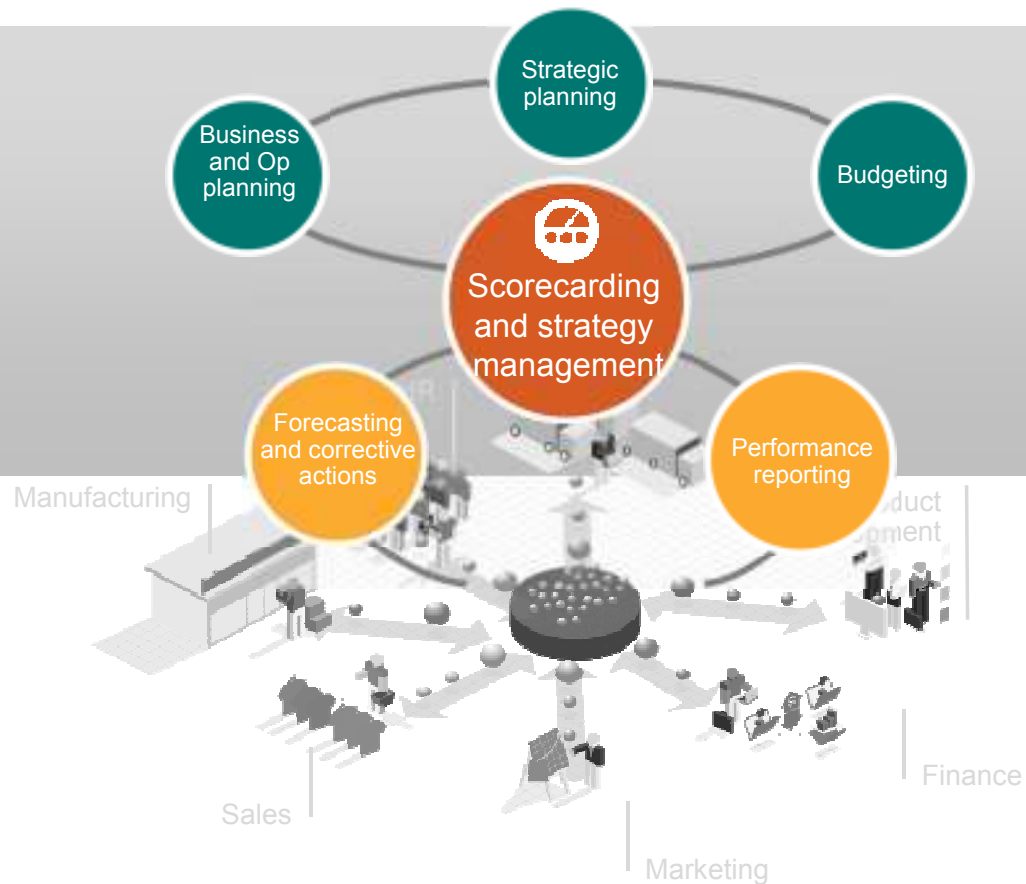 Strategic
planning
Business
and Op
planning
Budgeting
Scorecarding
and strategy
management
HR
Forecasting
and corrective
actions
Performance
reporting
Manufacturing
Finance
Sales
Marketing